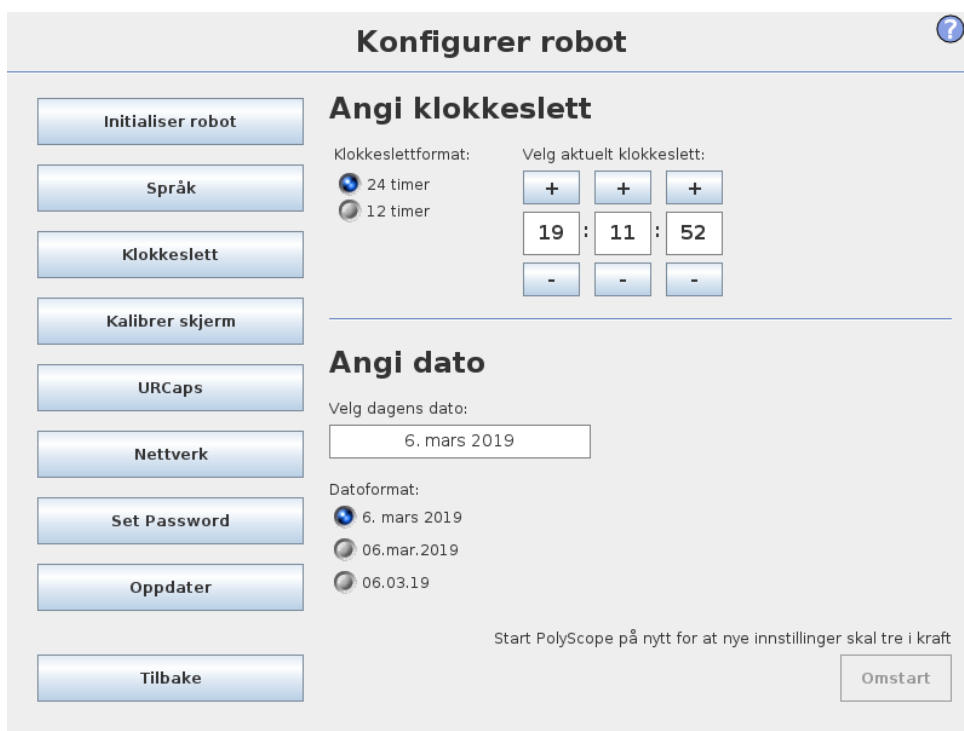 Konfigurer robot
?
Initialiser robot
Språk
Klokkeslett
Kalibrer skjerm
URCaps
Nettverk
Set Password
Oppdater
Tilbake
Angi klokkeslett
Klokkeslettformat:
24 timer
12 timer
Velg aktuelt klokkeslett:
+ + +
19 : 11 : 52
- - -
Angi dato
Velg dagens dato:
6. mars 2019
Datoformat:
6. mars 2019
06.mar.2019
06.03.19
Start PolyScope på nytt for at nye innstillinger skal tre i kraft
Omstart